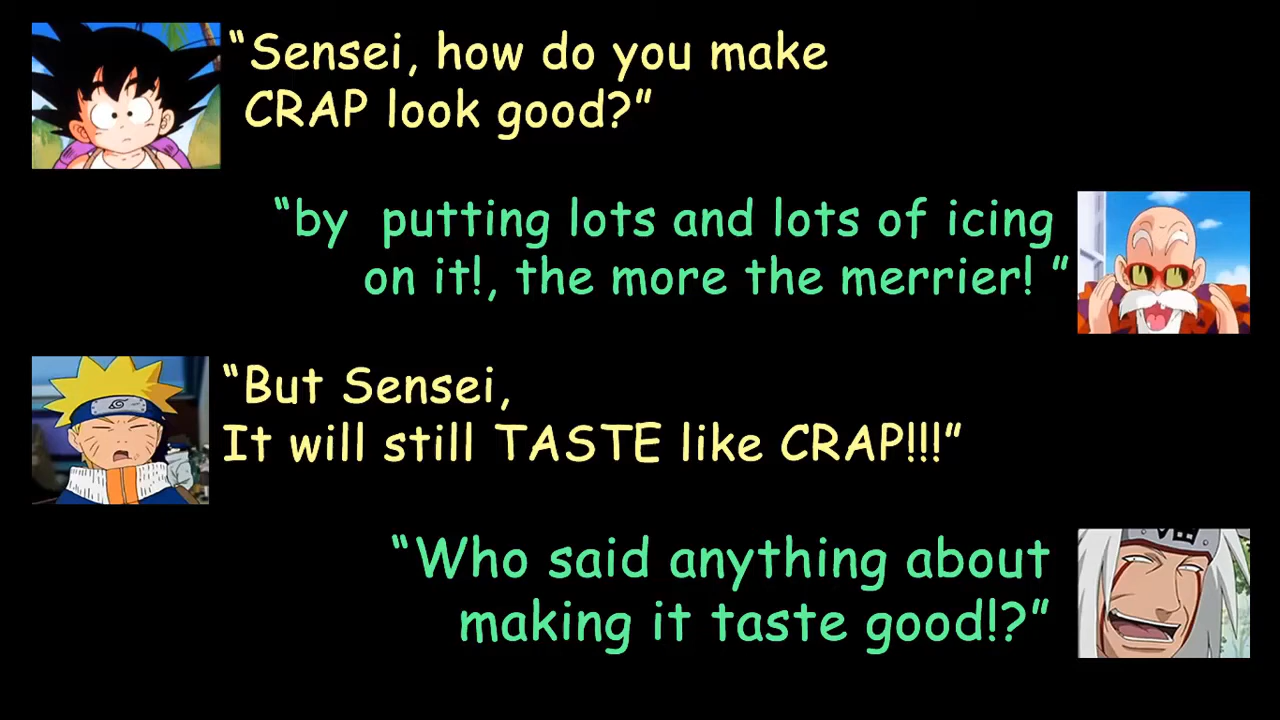 “Sensei, how do you make
CRAP look good?”
“by putting lots and lots of icing
on it!, the more the merrier! ”
“But Sensei,
It will still TASTE like CRAP!!!”
“Who said anything about
making it taste good!?”